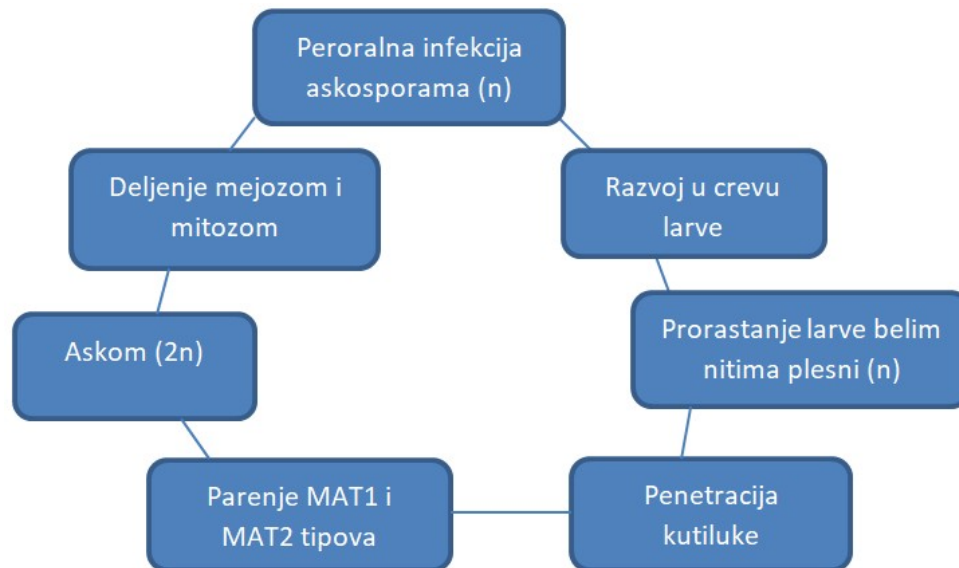 Peroralna infekcija
askosporama (n)
Razvoj u crevu
larve
Prorastanje larve belim
nitima plesni (n)
Penetracija
kutiluke
Parenje MAT1 i
MAT2 tipova
Askom (2n)
Deljenje mejozom i
mitozom